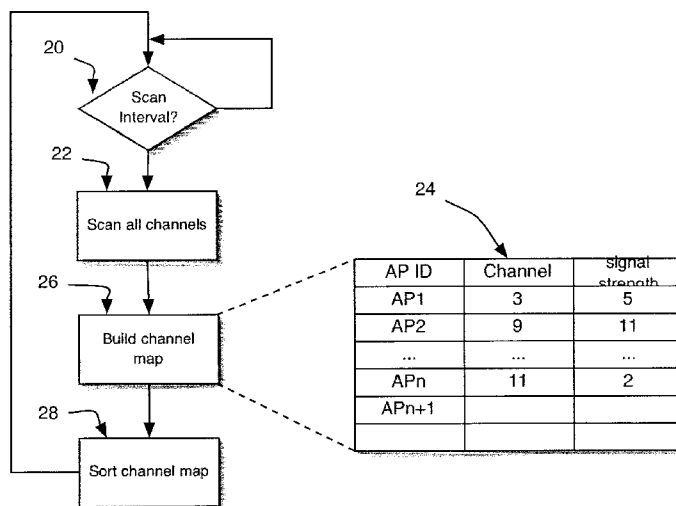 20
Scan
Interval?
22
Scan all channels
24
26
Build channel
map
AP ID Channel signal
strength
AP1 3 5
AP2 9 11
... ... ...
APn 11 2
APn+1
28
Sort channel map